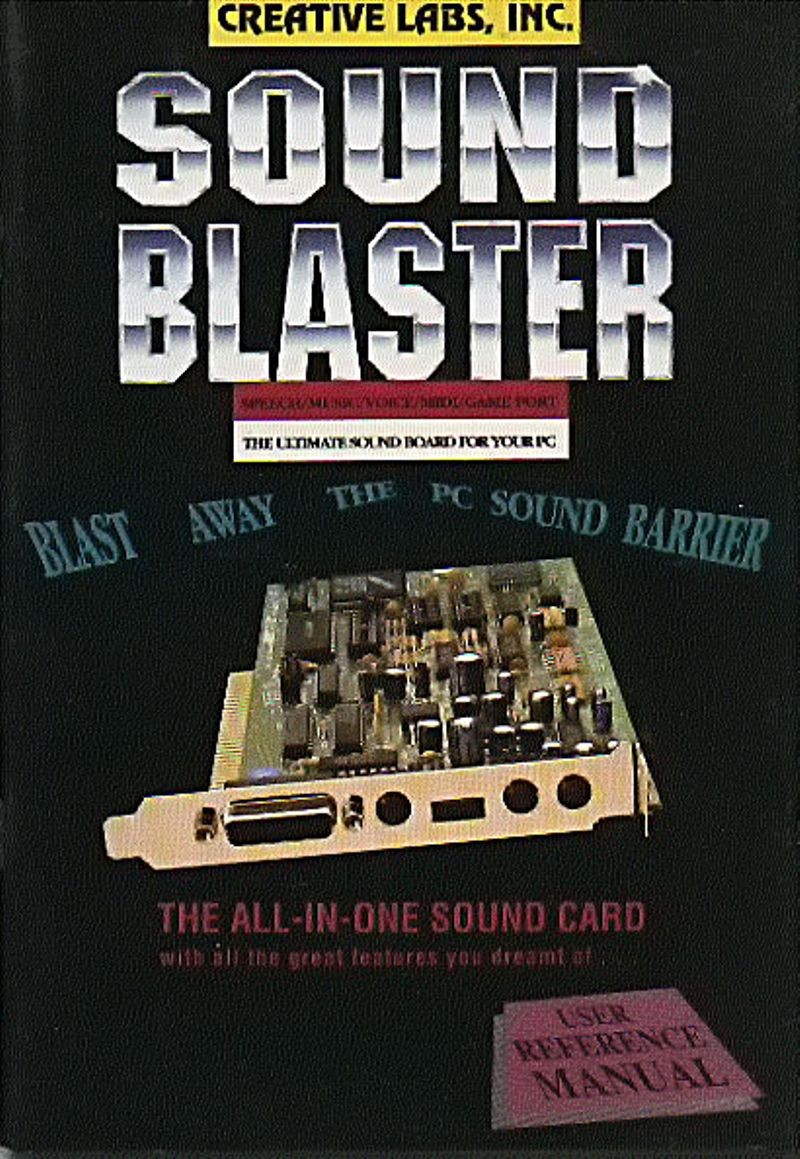 CREATIVE LABS, INC.
SOUND
BLASTER
SPEECH/MUSIC/VOICE/MIDI/GAME PORT
THE ULTIMATE SOUND BOARD FOR YOUR PC
BLAST AWAY THE PC SOUND BARRIER
THE ALL-IN-ONE SOUND CARD
with all the great features you dreamt of . . .
USER
REFERENCE
MANUAL